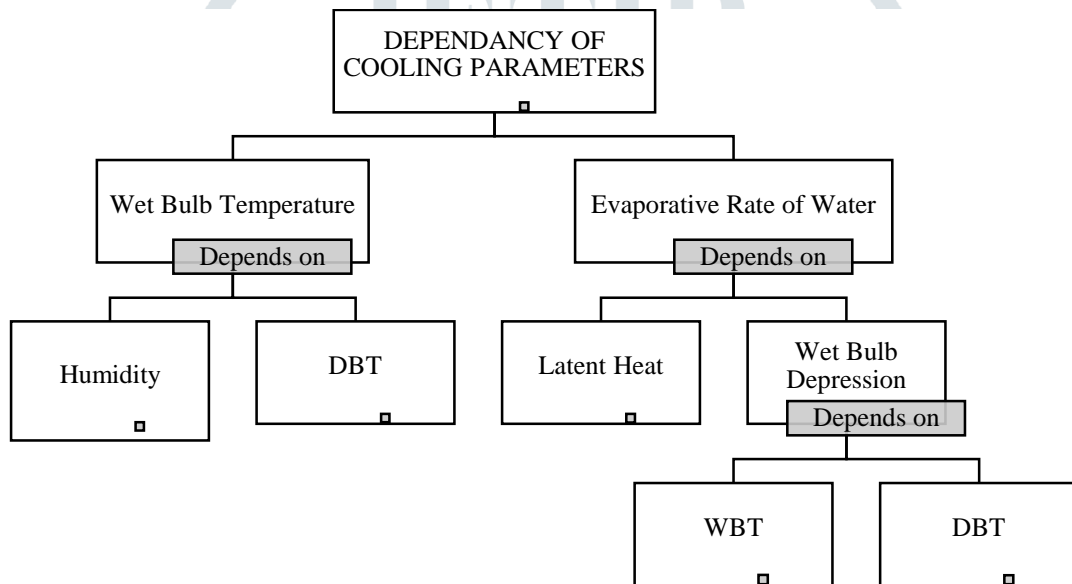 DEPENDANCY OF
COOLING PARAMETERS
Wet Bulb Temperature
Depends on
Evaporative Rate of Water
Depends on
Humidity
DBT
Latent Heat
Wet Bulb
Depression
Depends on
WBT
DBT